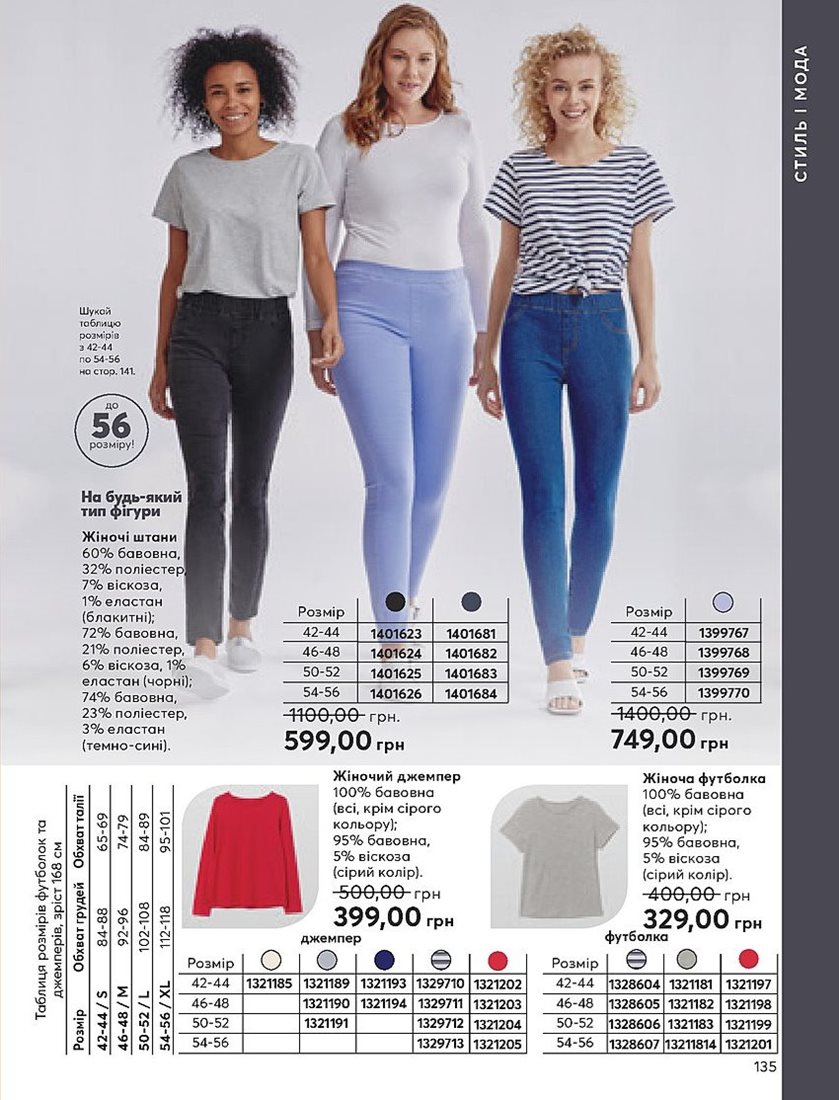 СТИЛЬ І МОДА
Шукай
таблицю
розмірів
з 42-44
по 54-56
на стор. 141.
до
56
розміру!
На будь-який
тип фігури
Жіночі штани
60% бавовна,
32% поліестер,
7% віскоза,
1% еластан
(блакитні);
72% бавовна,
21% поліестер,
6% віскоза, 1%
еластан (чорні);
74% бавовна,
23% поліестер,
3% еластан
(темно-сині).
Розмір
42-44 1401623 1401681
46-48 1401624 1401682
50-52 1401625 1401683
54-56 1401626 1401684
1100,00 грн.
599,00 грн
Розмір
42-44 1399767
46-48 1399768
50-52 1399769
54-56 1399770
1400,00 грн.
749,00 грн
Таблиця розмірів футболок та
джемперів, зріст 168 см
Розмір Обхват грудей Обхват талії
42-44 / S 84-88 65-69
46-48 / M 92-96 74-79
50-52 / L 102-108 84-89
54-56 / XL 112-118 95-101
Жіночий джемпер
100% бавовна
(всі, крім сірого
кольору);
95% бавовна,
5% віскоза
(сірий колір).
500,00 грн
399,00 грн
джемпер
Розмір
42-44 1321185 1321189 1321193 1329710 1321202
46-48 1321190 1321194 1329711 1321203
50-52 1321191 1329712 1321204
54-56 1329713 1321205
Жіноча футболка
100% бавовна
(всі, крім сірого
кольору);
95% бавовна,
5% віскоза
(сірий колір).
400,00 грн
329,00 грн
футболка
Розмір
42-44 1328604 1321181 1321197
46-48 1328605 1321182 1321198
50-52 1328606 1321183 1321199
54-56 1328607 13211814 1321201
135